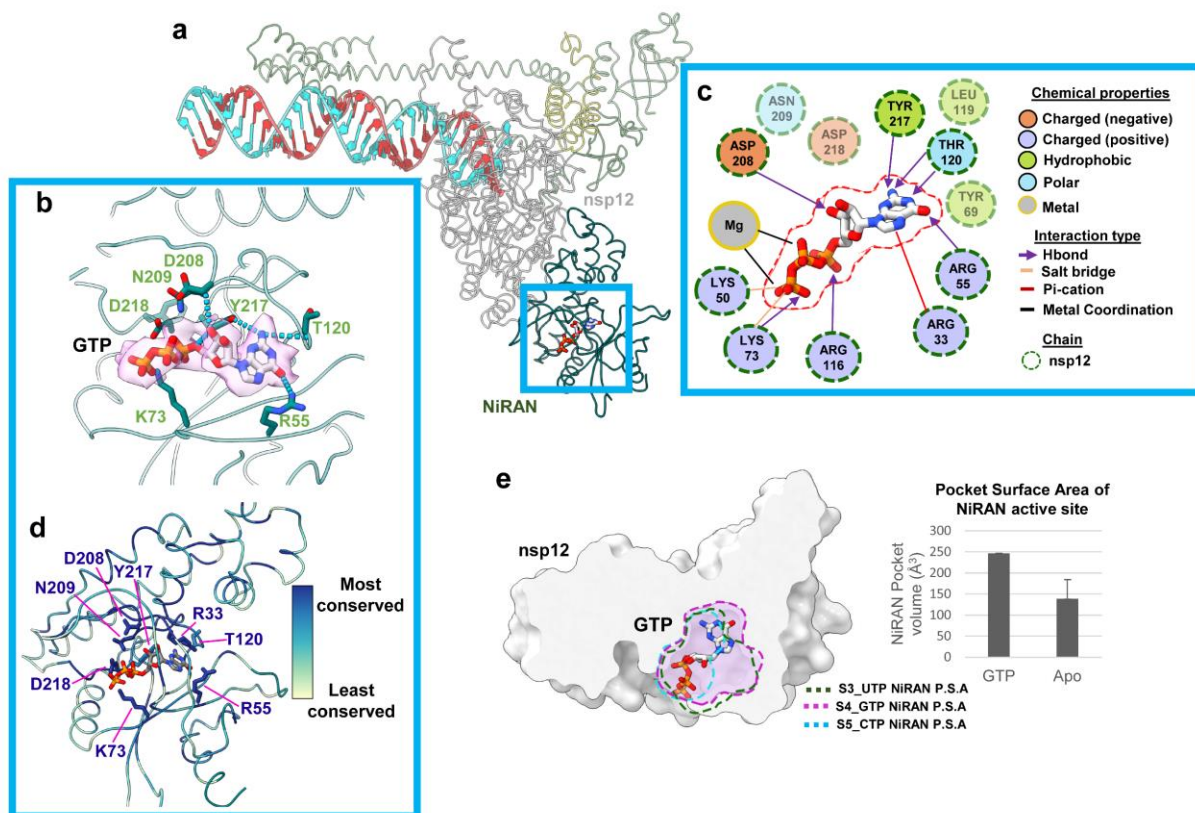 a
nsp12
NiRAN
b
D208
N209
D218
Y217
GTP
T120
K73
R55
c
ASN
209
ASP
218
TYR
217
LEU
119
ASP
208
THR
120
TYR
69
Mg
LYS
50
LYS
73
ARG
116
ARG
33
ARG
55
Chemical properties
Charged (negative)
Charged (positive)
Hydrophobic
Polar
Metal
Interaction type
Hbond
Salt bridge
Pi-cation
Metal Coordination
Chain
nsp12
d
D208
Y217
N209
R33
T120
D218
R55
K73
Most
conserved
Least
conserved
e
nsp12
GTP
S3_UTP NiRAN P.S.A
S4_GTP NiRAN P.S.A
S5_CTP NiRAN P.S.A
Pocket Surface Area of
NiRAN active site
NiRAN Pocket
volume (Å³)
300
250
200
150
100
50
0
GTP
Apo